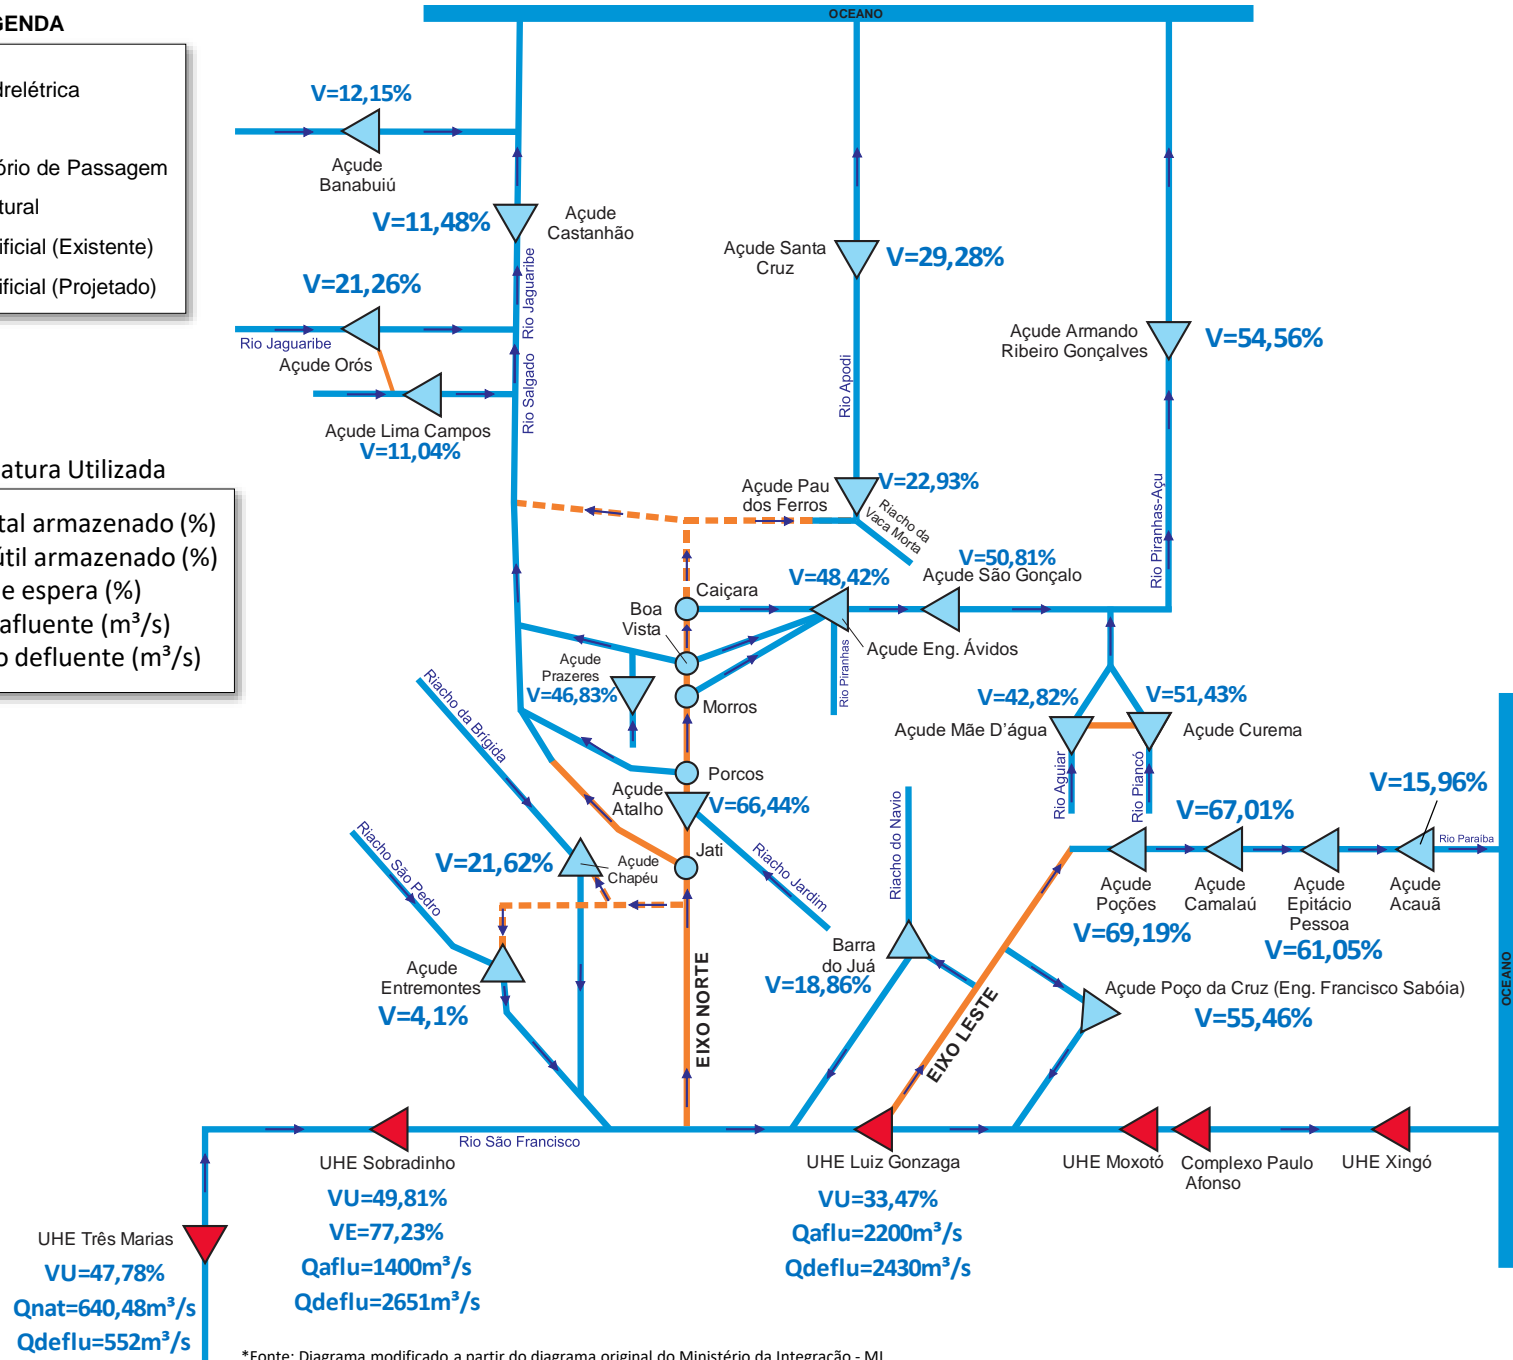 OCEANO
GENDA
drelétrica
ório de Passagem
tural
ificial (Existente)
ificial (Projetado)
V=12,15%
Açude
Banabuiú
V=11,48%
Açude
Castanhão
Rio Jaguaribe
V=21,26%
Rio Jaguaribe
Açude Orós
Rio Salgado
Açude Lima Campos
V=11,04%
Açude Santa
Cruz
V=29,28%
Rio Apodi
Açude Armando
Ribeiro Gonçalves
V=54,56%
Rio Piranhas-Açu
atura Utilizada
tal armazenado (%)
útil armazenado (%)
e espera (%)
afluente (m³/s)
o defluente (m³/s)
Açude Pau
dos Ferros
V=22,93%
Riacho da
Vaca Morta
V=50,81%
Açude São Gonçalo
V=48,42%
Açude Eng. Ávidos
Rio Piranhas
Caiçara
Boa
Vista
Morros
Açude
Prazeres
V=46,83%
Porcos
Açude
Atalho
V=66,44%
Jati
Riacho Jardim
Riacho da Brígida
Riacho São Pedro
V=21,62%
Açude
Chapéu
Açude
Entremontes
V=4,1%
EIXO NORTE
V=42,82%
Açude Mãe D'água
Rio Aguiar
V=51,43%
Açude Curema
Rio Piancó
Riacho do Navio
Barra
do Juá
V=18,86%
EIXO LESTE
V=15,96%
V=67,01%
Rio Paraíba
Açude
Poções
V=69,19%
Açude
Camalaú
Açude
Epitácio
Pessoa
V=61,05%
Açude
Acauã
Açude Poço da Cruz (Eng. Francisco Sabóia)
V=55,46%
OCEANO
Rio São Francisco
UHE Sobradinho
VU=49,81%
VE=77,23%
Qaflu=1400m³/s
Qdeflu=2651m³/s
UHE Luiz Gonzaga
VU=33,47%
Qaflu=2200m³/s
Qdeflu=2430m³/s
UHE Moxotó
Complexo Paulo
Afonso
UHE Xingó
UHE Três Marias
VU=47,78%
Qnat=640,48m³/s
Qdeflu=552m³/s
*Fonte: Diagrama modificado a partir do diagrama original do Ministério da Integração - MI